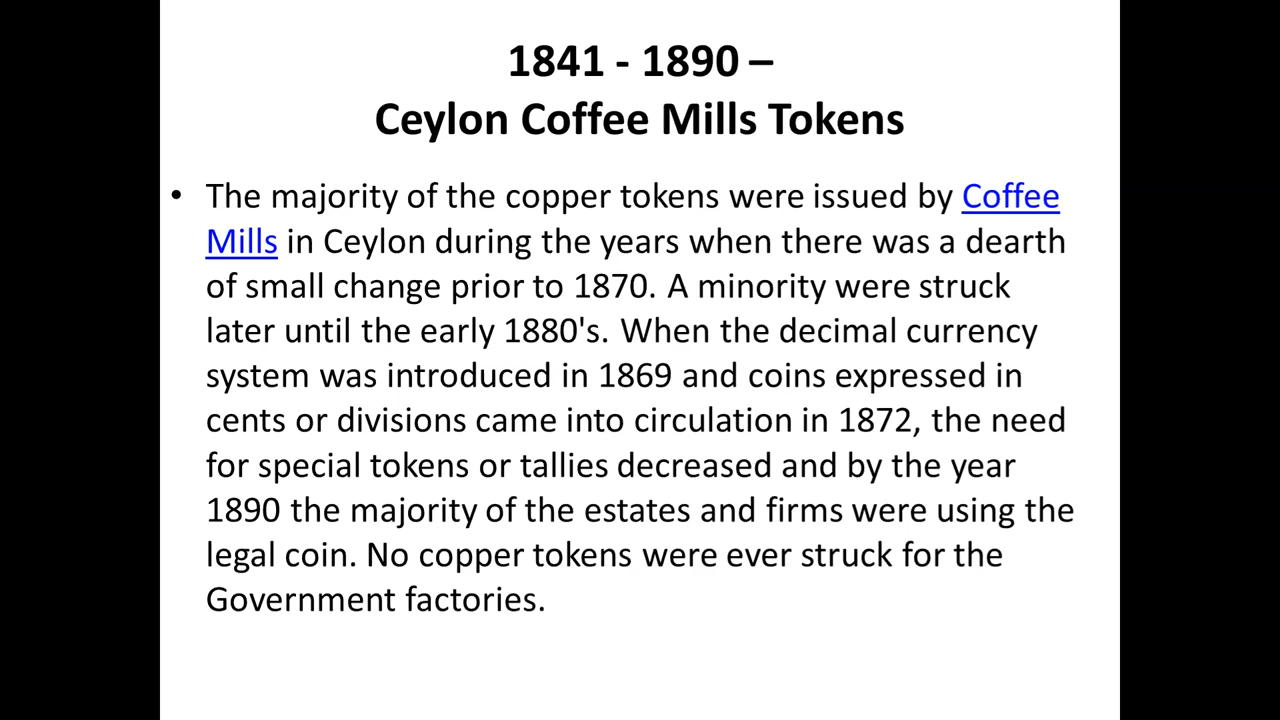 1841 - 1890 –
Ceylon Coffee Mills Tokens
• The majority of the copper tokens were issued by Coffee
Mills in Ceylon during the years when there was a dearth
of small change prior to 1870. A minority were struck
later until the early 1880's. When the decimal currency
system was introduced in 1869 and coins expressed in
cents or divisions came into circulation in 1872, the need
for special tokens or tallies decreased and by the year
1890 the majority of the estates and firms were using the
legal coin. No copper tokens were ever struck for the
Government factories.